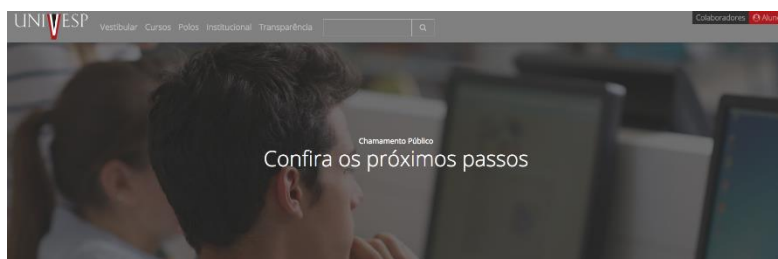 UNIVESP
Vestibular Cursos Polos Institucional Transparência
Colaboradores
Chamamento Público
Confira os próximos passos